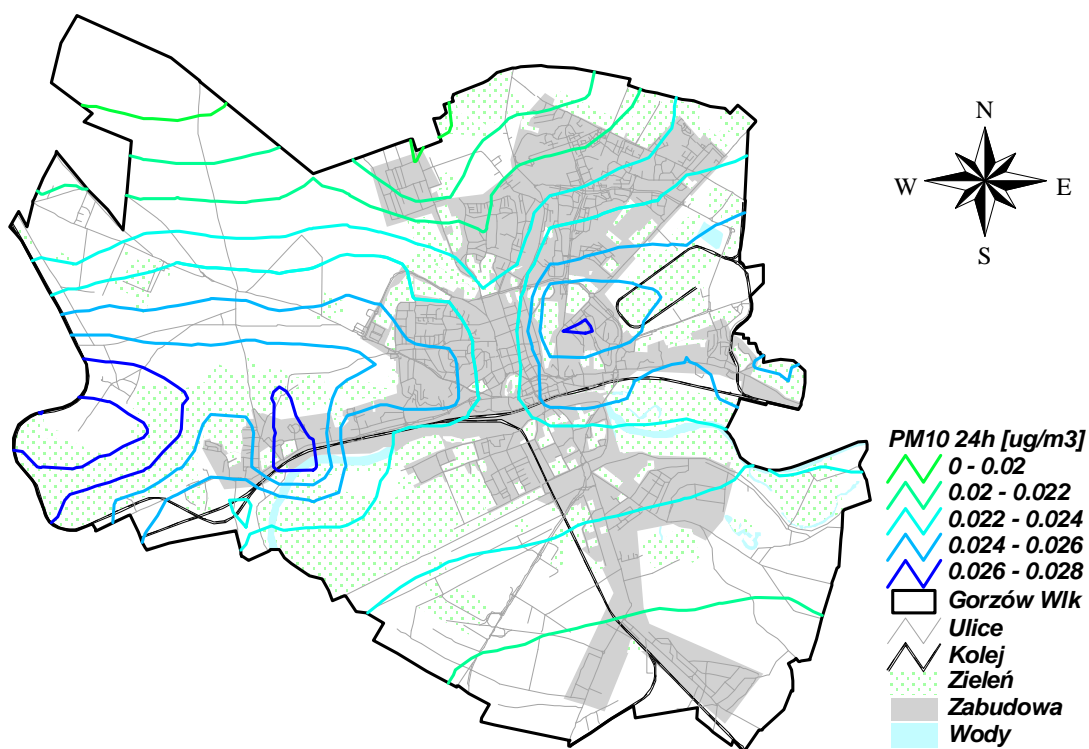 N
W E
S
PM10 24h [ug/m3]
0 - 0.02
0.02 - 0.022
0.022 - 0.024
0.024 - 0.026
0.026 - 0.028
Gorzów Wlk
Ulice
Kolej
Zieleń
Zabudowa
Wody